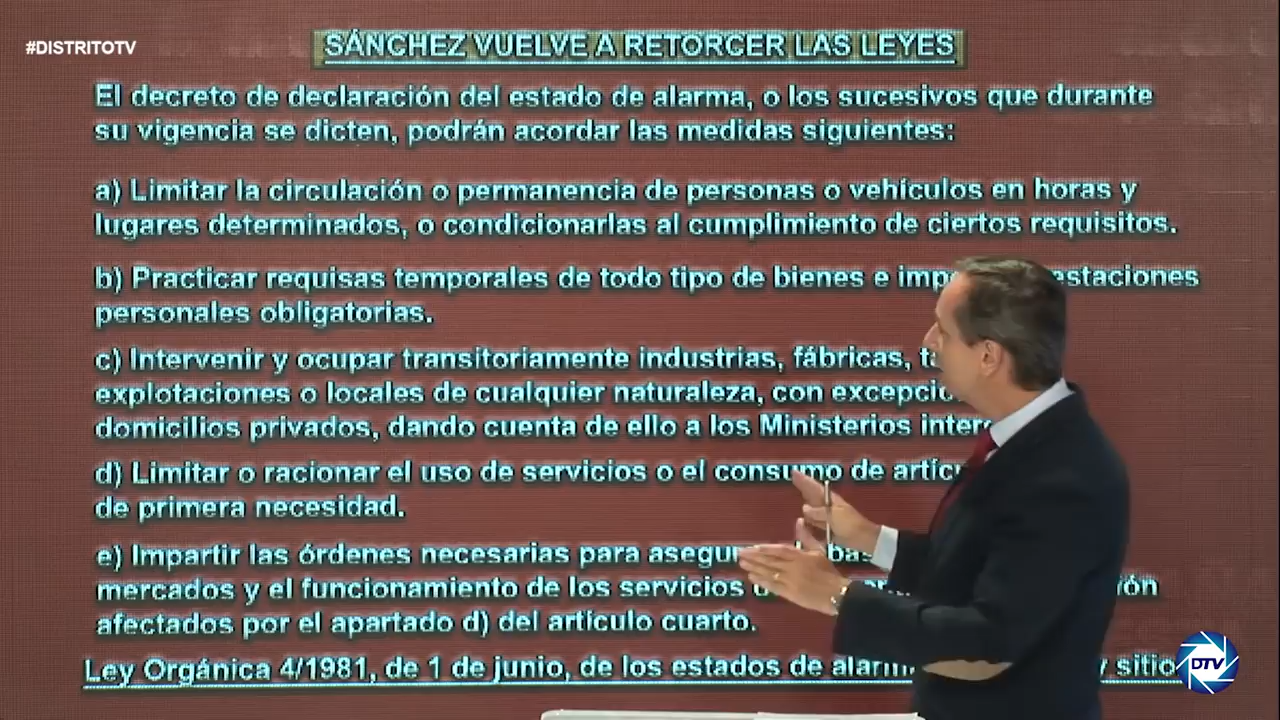 #DISTRITOTV
SÁNCHEZ VUELVE A RETORCER LAS LEYES
El decreto de declaración del estado de alarma, o los sucesivos que durante
su vigencia se dicten, podrán acordar las medidas siguientes:
a) Limitar la circulación o permanencia de personas o vehículos en horas y
lugares determinados, o condicionarlas al cumplimiento de ciertos requisitos.
b) Practicar requisas temporales de todo tipo de bienes e
personales obligatorias.
c) Intervenir y ocupar transitoriamente industrias, fábricas,
explotaciones o locales de cualquier naturaleza, con
domicilios privados, dando cuenta de ello a los Ministerios
d) Limitar o racionar el uso de servicios o el consumo de
de primera necesidad.
e) Impartir las órdenes necesarias para
mercados y el funcionamiento de los servicios
afectados por el apartado d) del artículo cuarto.
Ley Orgánica 4/1981, de 1 de junio, de los estados de y sitio
DTV